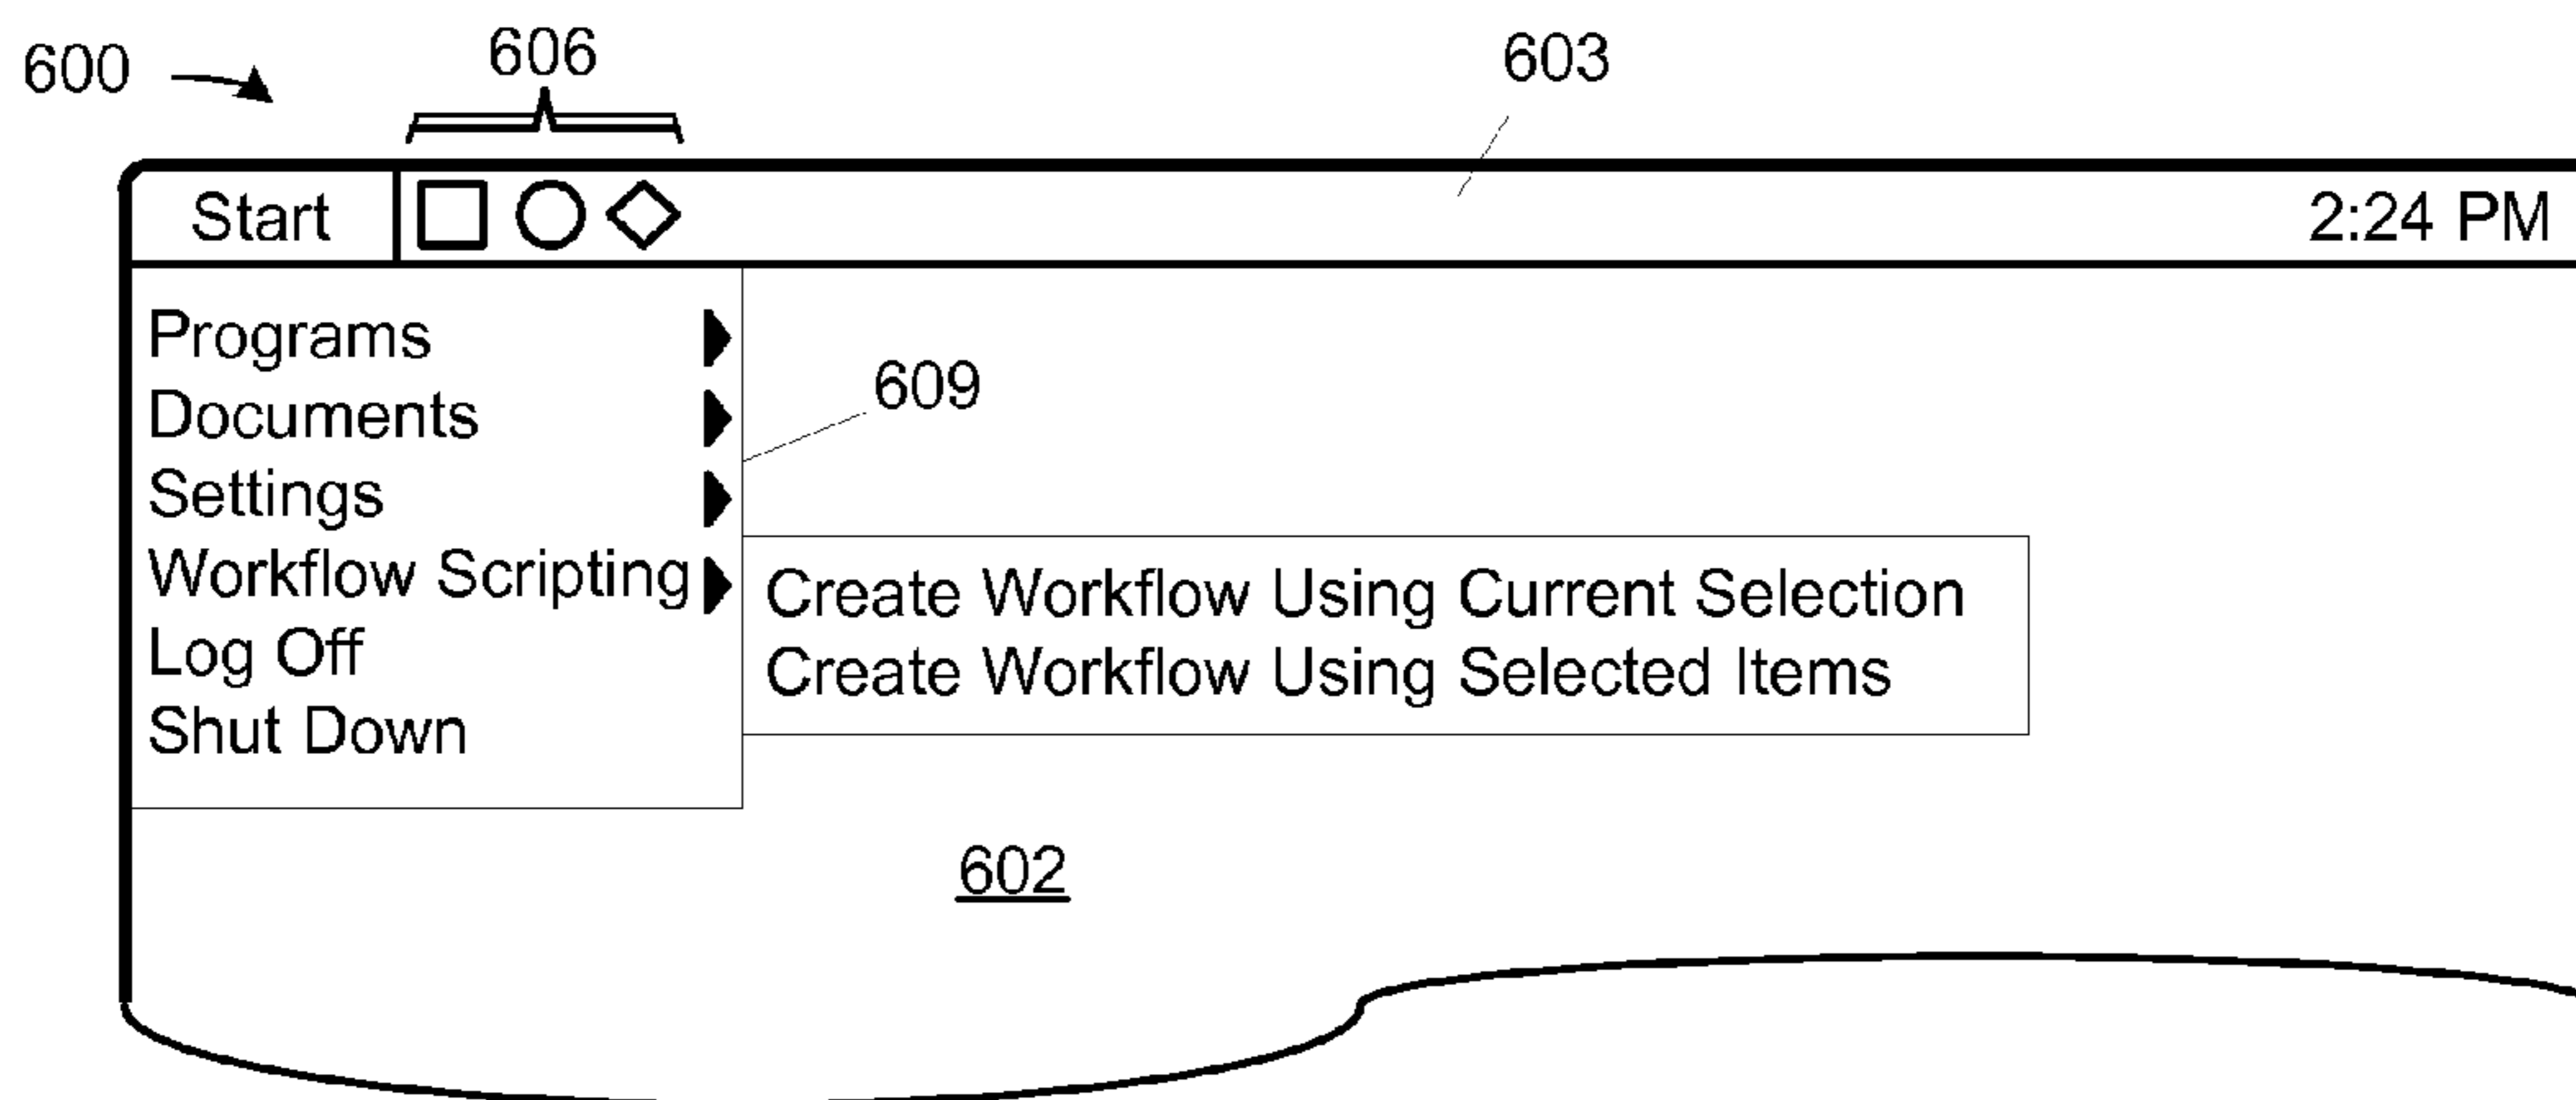 600
606
603
Start
2:24 PM
Programs
Documents
609
Settings
Workflow Scripting
Create Workflow Using Current Selection
Log Off
Create Workflow Using Selected Items
Shut Down
602